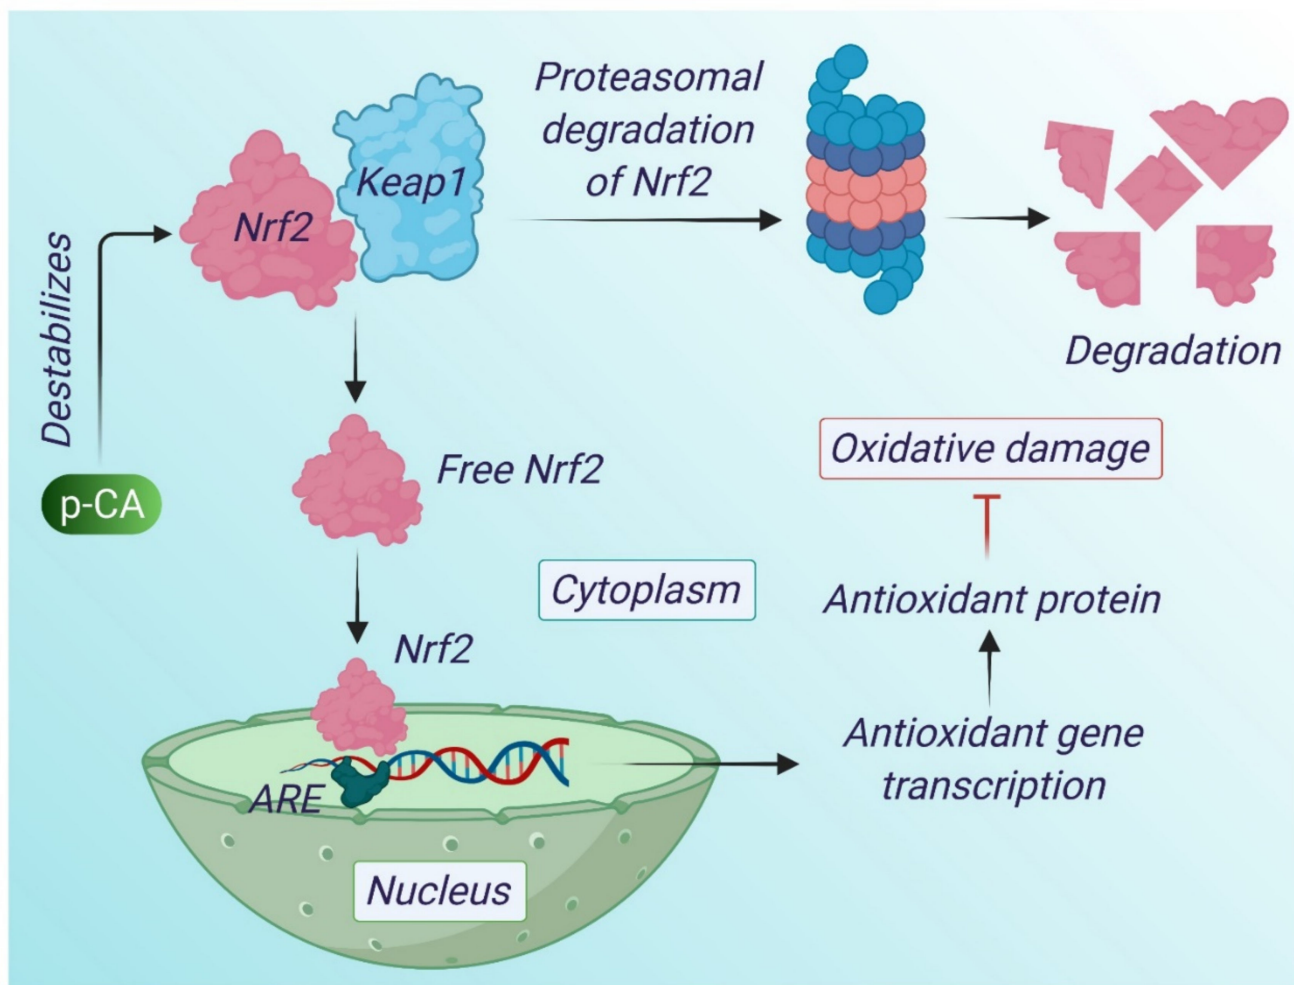 Proteasomal
degradation
of Nrf2
Keap1
Nrf2
Destabilizes
p-CA
Degradation
Free Nrf2
Oxidative damage
Cytoplasm
Antioxidant protein
Nrf2
Antioxidant gene
transcription
ARE
Nucleus